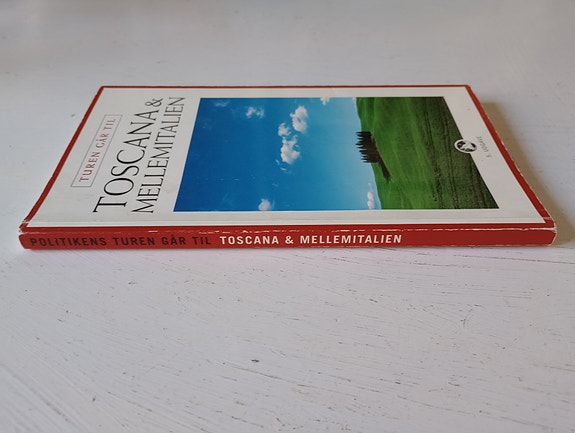 TUREN GÅR TIL
TOSCANA &
MELLEMITALIEN
POLITIKENS TUREN GÅR TIL TOSCANA & MELLEMITALIEN